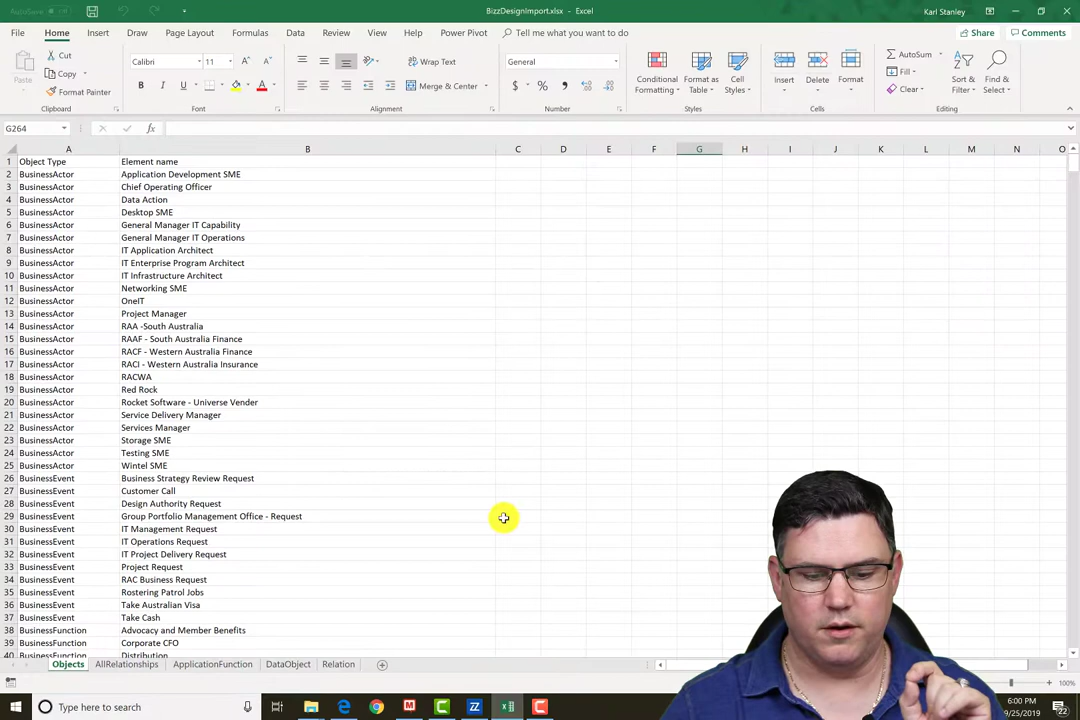 AutoSave Off
BizzDesignImport.xlsx - Excel
Karl Stanley
File Home Insert Draw Page Layout Formulas Data Review View Help Power Pivot Tell me what you want to do Share Comments
Paste Cut Copy Format Painter
Calibri 11 A A B I U A
Wrap Text Merge & Center
General $ % ,
Conditional Formatting Format as Table Cell Styles
Insert Delete Format
AutoSum Fill Clear Sort & Filter Find & Select
Clipboard Font Alignment Number Styles Cells Editing
G264 fx
A B C D E F G H I J K L M N O
1 Object Type Element name
2 BusinessActor Application Development SME
3 BusinessActor Chief Operating Officer
4 BusinessActor Data Action
5 BusinessActor Desktop SME
6 BusinessActor General Manager IT Capability
7 BusinessActor General Manager IT Operations
8 BusinessActor IT Application Architect
9 BusinessActor IT Enterprise Program Architect
10 BusinessActor IT Infrastructure Architect
11 BusinessActor Networking SME
12 BusinessActor OneIT
13 BusinessActor Project Manager
14 BusinessActor RAA -South Australia
15 BusinessActor RAAF - South Australia Finance
16 BusinessActor RACF - Western Australia Finance
17 BusinessActor RACI - Western Australia Insurance
18 BusinessActor RACWA
19 BusinessActor Red Rock
20 BusinessActor Rocket Software - Universe Vender
21 BusinessActor Service Delivery Manager
22 BusinessActor Services Manager
23 BusinessActor Storage SME
24 BusinessActor Testing SME
25 BusinessActor Wintel SME
26 BusinessEvent Business Strategy Review Request
27 BusinessEvent Customer Call
28 BusinessEvent Design Authority Request
29 BusinessEvent Group Portfolio Management Office - Request
30 BusinessEvent IT Management Request
31 BusinessEvent IT Operations Request
32 BusinessEvent IT Project Delivery Request
33 BusinessEvent Project Request
34 BusinessEvent RAC Business Request
35 BusinessEvent Rostering Patrol Jobs
36 BusinessEvent Take Australian Visa
37 BusinessEvent Take Cash
38 BusinessFunction Advocacy and Member Benefits
39 BusinessFunction Corporate CFO
40 BusinessFunction Distribution
Objects AllRelationships ApplicationFunction DataObject Relation
100%
Type here to search
6:00 PM
9/25/2019
22